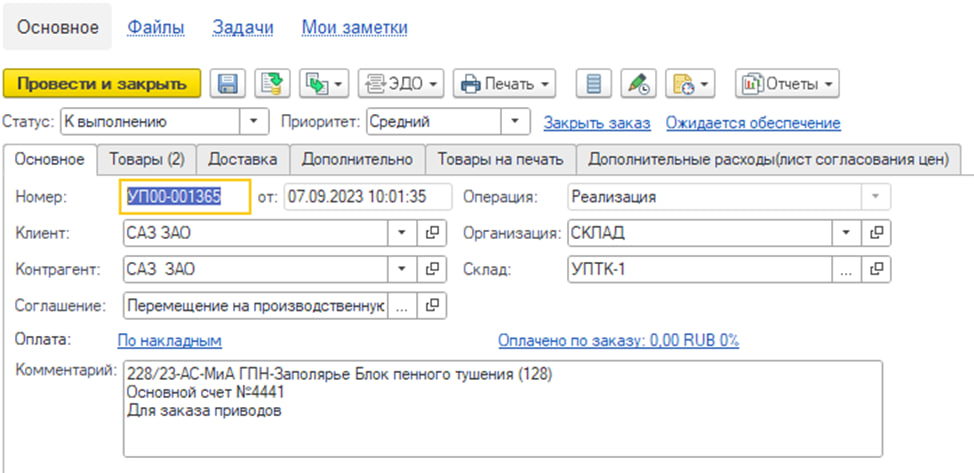 Основное Файлы Задачи Мои заметки
Провести и закрыть ЭДО Печать Отчеты
Статус: К выполнению Приоритет: Средний Закрыть заказ Ожидается обеспечение
Основное Товары (2) Доставка Дополнительно Товары на печать Дополнительные расходы(лист согласования цен)
Номер: УП00-001365 от: 07.09.2023 10:01:35 Операция: Реализация
Клиент: САЗ ЗАО Организация: СКЛАД
Контрагент: САЗ ЗАО Склад: УПТК-1
Соглашение: Перемещение на производственную
Оплата: По накладным Оплачено по заказу: 0,00 RUB 0%
Комментарий: 228/23-АС-МиА ГПН-Заполярье Блок пенного тушения (128)
Основной счет №4441
Для заказа приводов